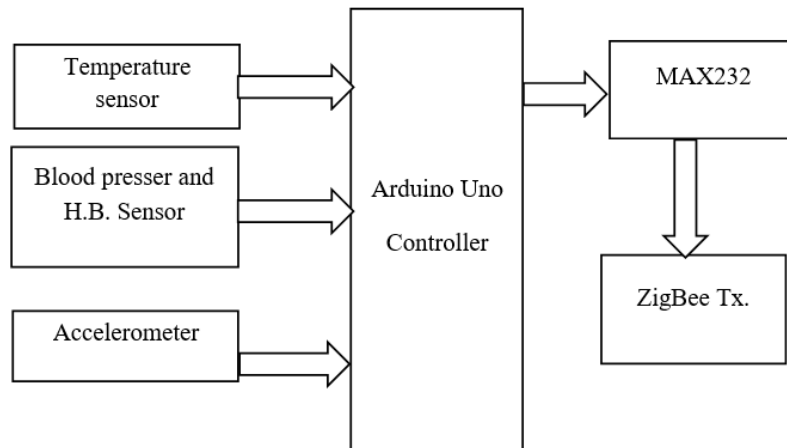 Temperature
sensor
Blood presser and
H.B. Sensor
Accelerometer
Arduino Uno
Controller
MAX232
ZigBee Tx.